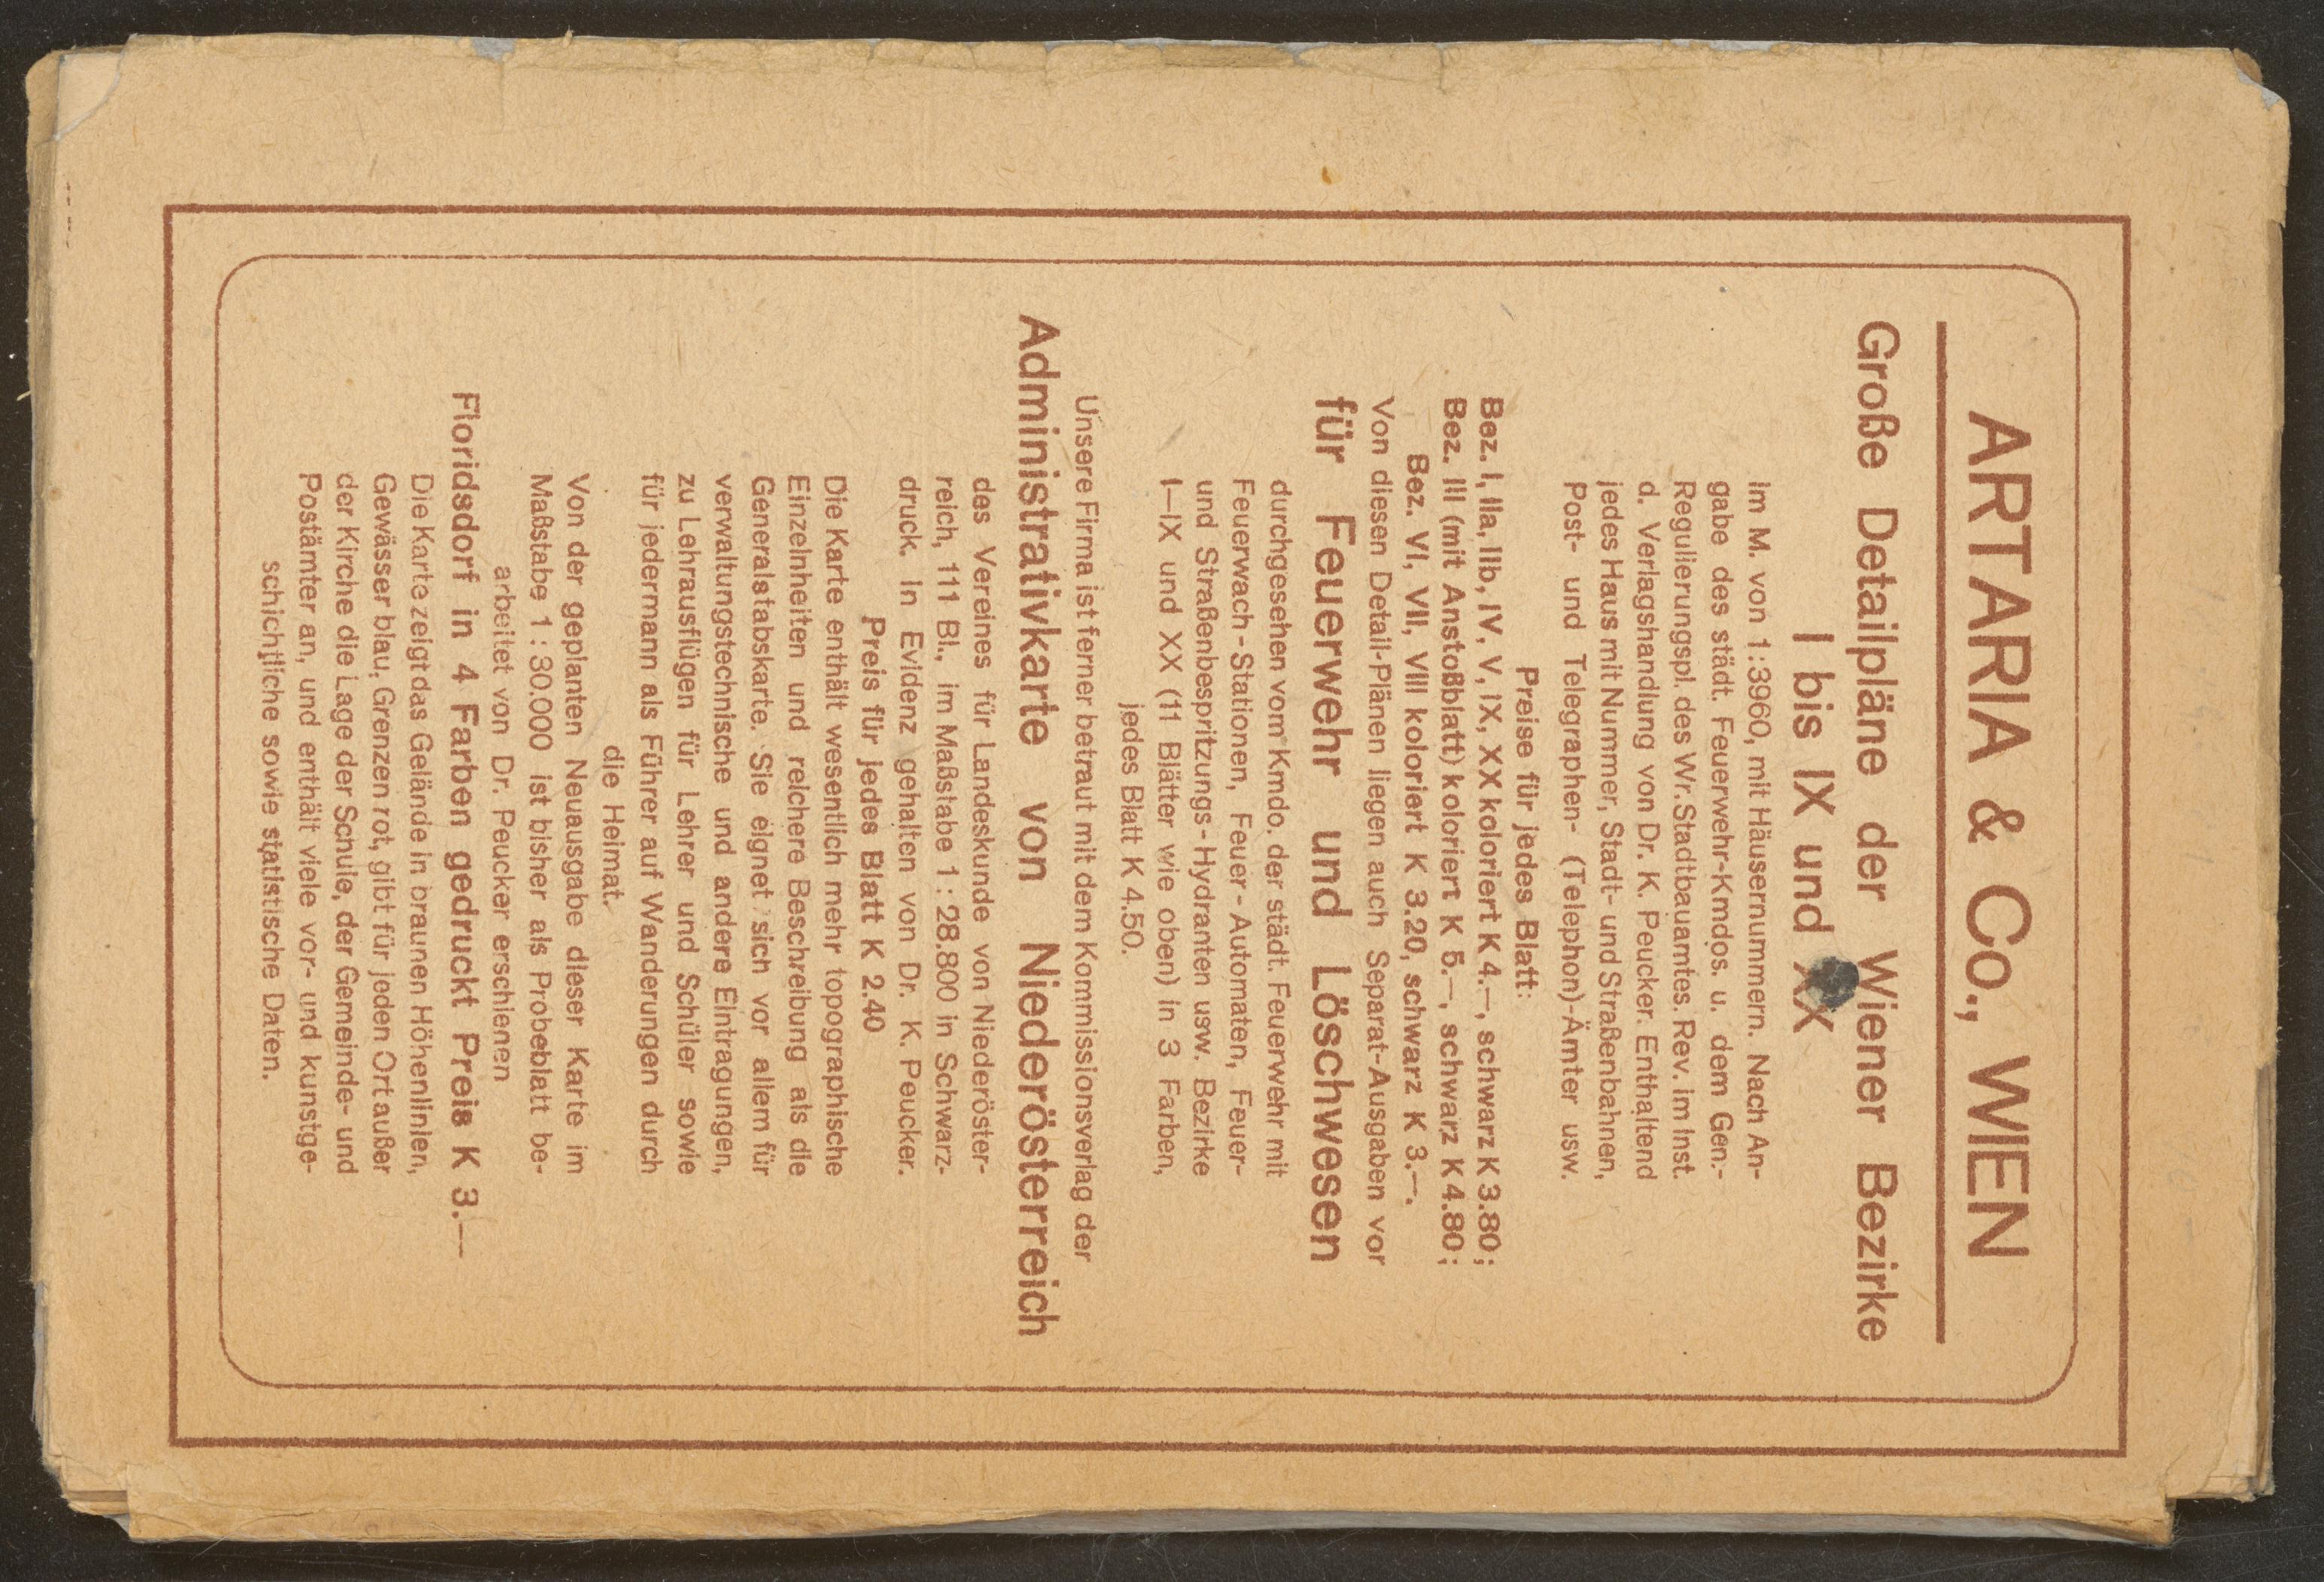 ARTARIA & Co., WIEN
Große Detailpläne der Wiener Bezirke
I bis IX und XX
im M. von 1:3960, mit Häusernummern. Nach An-
gabe des städt. Feuerwehr-Kmdos. u. dem Gen.-
Regulierungspl. des Wr. Stadtbauamtes. Rev. im Inst.
d. Verlagshandlung von Dr. K. Peucker. Enthaltend
jedes Haus mit Nummer, Stadt- und Straßenbahnen,
Post- und Telegraphen- (Telephon)-Ämter usw.
Preise für jedes Blatt:
Bez. I, IIa, IIb, IV, V, IX, XX koloriert K 4.—, schwarz K 3.80;
Bez. III (mit Anstoßblatt) koloriert K 5.—, schwarz K 4.80;
Bez. VI, VII, VIII koloriert K 3.20, schwarz K 3.—.
Von diesen Detail-Plänen liegen auch Separat-Ausgaben vor
für Feuerwehr und Löschwesen
durchgesehen vom Kmdo. der städt. Feuerwehr mit
Feuerwach-Stationen, Feuer-Automaten, Feuer-
und Straßenbespritzungs-Hydranten usw. Bezirke
I—IX und XX (11 Blätter wie oben) in 3 Farben,
jedes Blatt K 4.50.
Unsere Firma ist ferner betraut mit dem Kommissionsverlag der
Administrativkarte von Niederösterreich
des Vereines für Landeskunde von Niederöster-
reich, 111 Bl., im Maßstabe 1:28.800 in Schwarz-
druck. In Evidenz gehalten von Dr. K. Peucker.
Preis für jedes Blatt K 2.40
Die Karte enthält wesentlich mehr topographische
Einzelnheiten und reichere Beschreibung als die
Generalstabskarte. Sie eignet sich vor allem für
verwaltungstechnische und andere Eintragungen,
zu Lehrausflügen für Lehrer und Schüler sowie
für jedermann als Führer auf Wanderungen durch
die Heimat.
Von der geplanten Neuausgabe dieser Karte im
Maßstabe 1:30.000 ist bisher als Probeblatt be-
arbeitet von Dr. Peucker erschienen
Floridsdorf in 4 Farben gedruckt Preis K 3.—
Die Karte zeigt das Gelände in braunen Höhenlinien,
Gewässer blau, Grenzen rot, gibt für jeden Ort außer
der Kirche die Lage der Schule, der Gemeinde- und
Postämter an, und enthält viele vor- und kunstge-
schichtliche sowie statistische Daten.